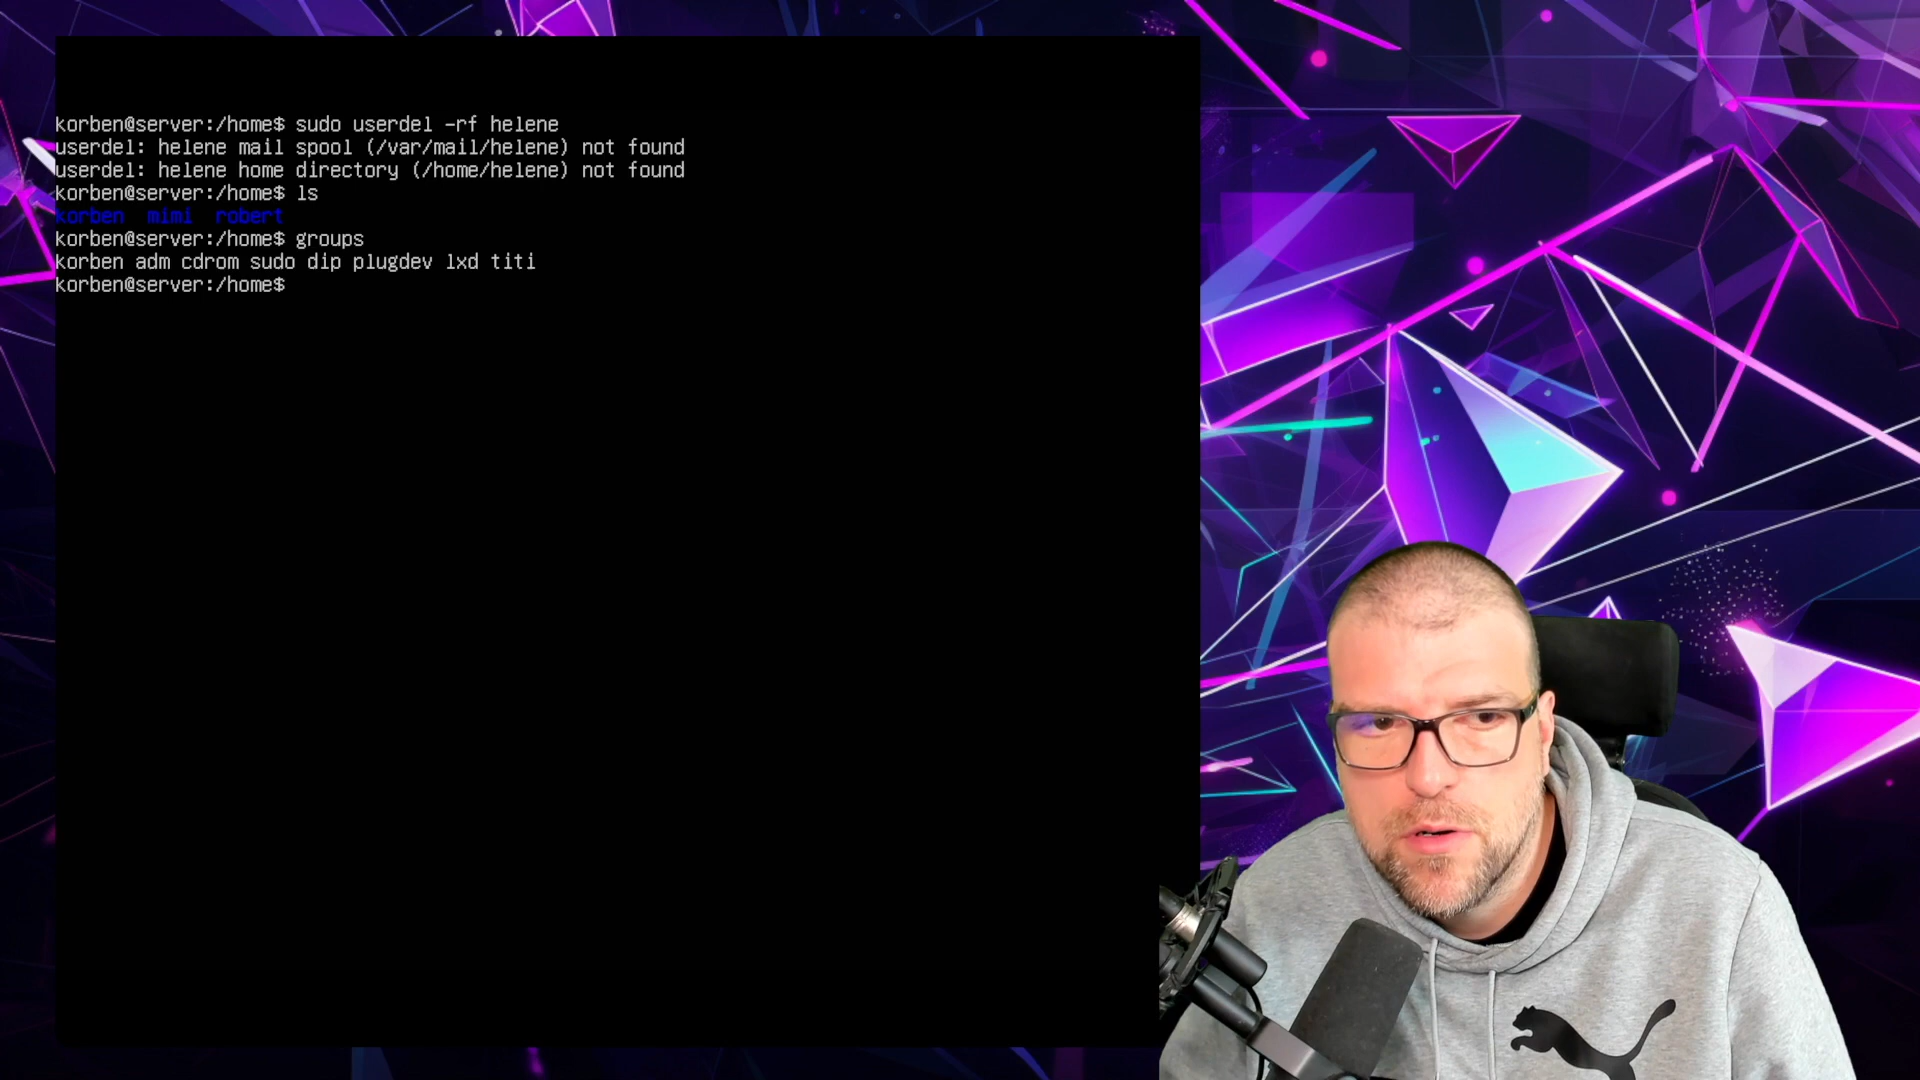 korben@server:/home$ sudo userdel -rf helene
userdel: helene mail spool (/var/mail/helene) not found
userdel: helene home directory (/home/helene) not found
korben@server:/home$ ls
korben  mimi  robert
korben@server:/home$ groups
korben adm cdrom sudo dip plugdev lxd titi
korben@server:/home$